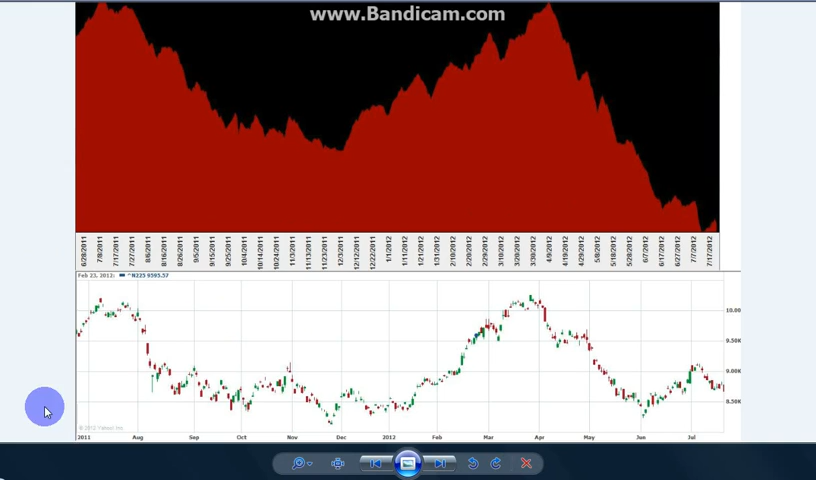 www.Bandicam.com
6/28/2011 7/8/2011 7/17/2011 7/27/2011 8/6/2011 8/16/2011 8/26/2011 9/5/2011 9/15/2011 9/25/2011 10/4/2011 10/14/2011 10/24/2011 11/3/2011 11/13/2011 11/23/2011 12/3/2011 12/12/2011 12/22/2011 1/1/2012 1/11/2012 1/21/2012 1/31/2012 2/10/2012 2/20/2012 2/29/2012 3/10/2012 3/20/2012 3/30/2012 4/9/2012 4/19/2012 4/29/2012 5/8/2012 5/18/2012 5/28/2012 6/7/2012 6/17/2012 6/27/2012 7/7/2012 7/17/2012
Feb 23, 2012: ^N225 9595.57
10.00
9.50K
9.00K
8.50K
© 2012 Yahoo! Inc.
2011 Aug Sep Oct Nov Dec 2012 Feb Mar Apr May Jun Jul